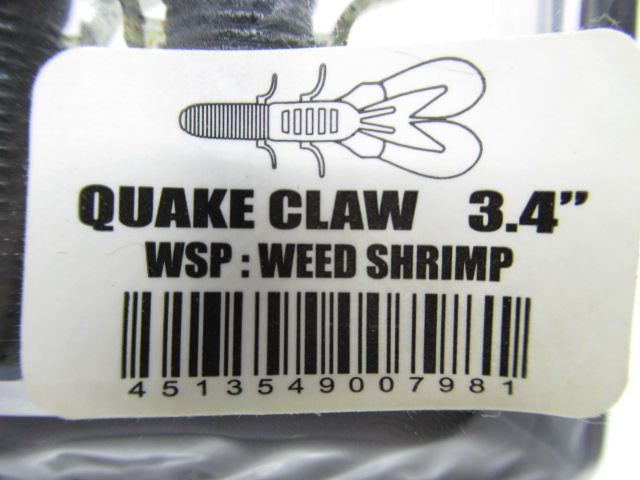 QUAKE CLAW 3.4”
WSP : WEED SHRIMP
4513549007981